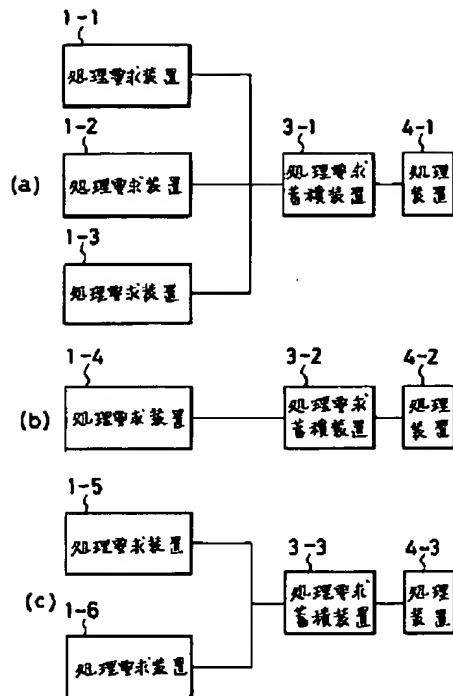 1-1
処理要求装置
1-2
処理要求装置
3-1
処理要求
蓄積装置
4-1
処理
装置
(a)
1-3
処理要求装置
1-4
処理要求装置
3-2
処理要求
蓄積装置
4-2
処理
装置
(b)
1-5
処理要求装置
3-3
処理要求
蓄積装置
4-3
処理
装置
(c)
1-6
処理要求装置